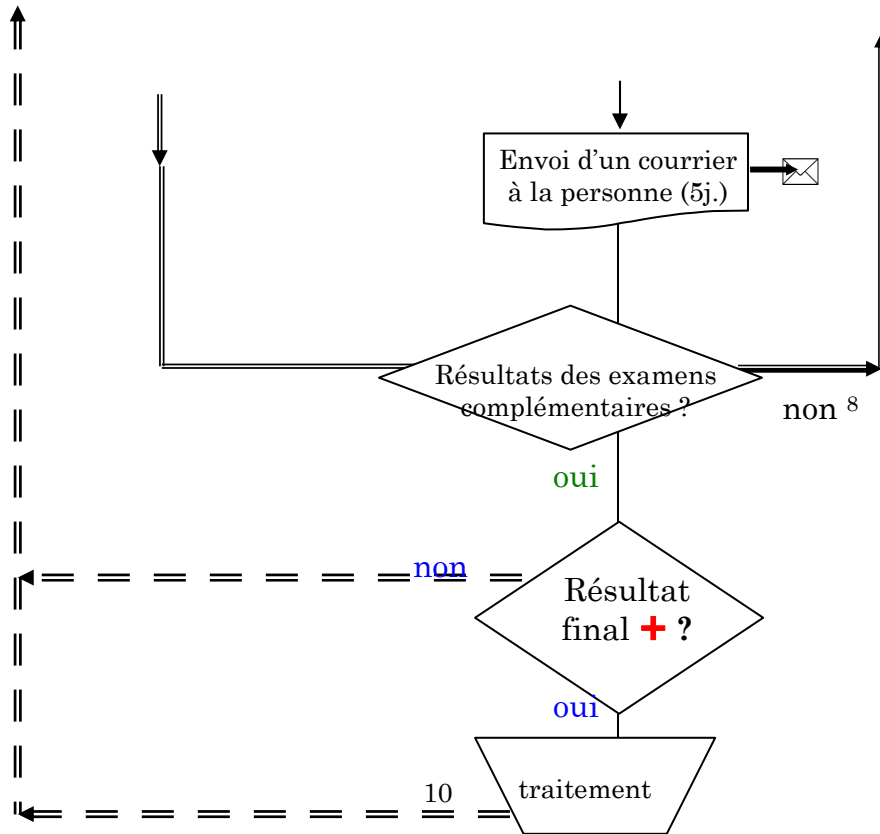 Envoi d'un courrier
à la personne (5j.)
Résultats des examens
complémentaires ?
non 8
oui
non
Résultat
final + ?
oui
10
traitement